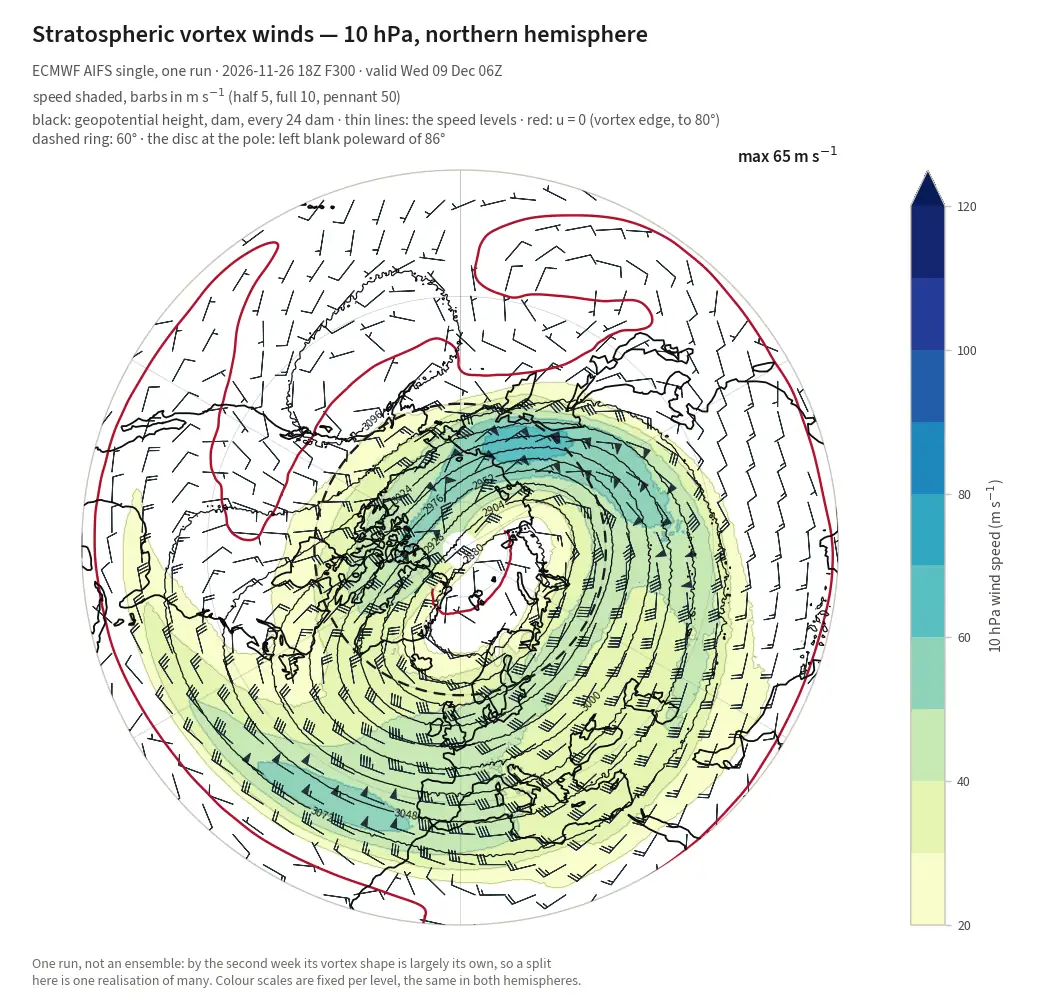 Stratospheric vortex winds — 10 hPa, northern hemisphere
ECMWF AIFS single, one run · 2026-11-26 18Z F300 · valid Wed 09 Dec 06Z
speed shaded, barbs in m s⁻¹ (half 5, full 10, pennant 50)
black: geopotential height, dam, every 24 dam · thin lines: the speed levels · red: u = 0 (vortex edge, to 80°)
dashed ring: 60° · the disc at the pole: left blank poleward of 86°
max 65 m s⁻¹
120
100
80
60
40
20
10 hPa wind speed (m s⁻¹)
3096
2952
2976
2904
3000
3072
3048
One run, not an ensemble: by the second week its vortex shape is largely its own, so a split
here is one realisation of many. Colour scales are fixed per level, the same in both hemispheres.